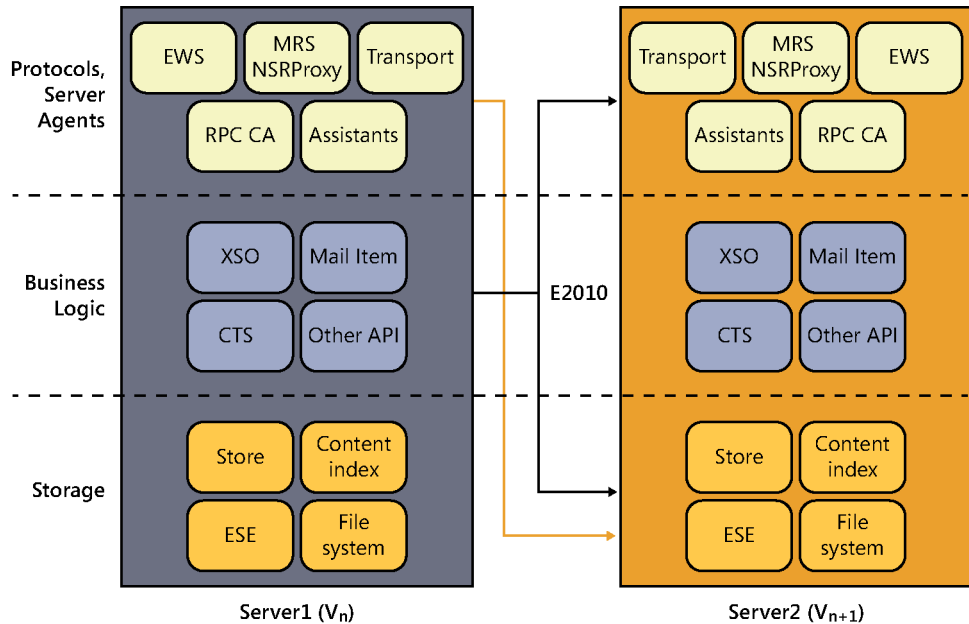 Protocols,
Server
Agents
EWS
MRS
NSRProxy
Transport
RPC CA
Assistants
Transport
MRS
NSRProxy
EWS
Assistants
RPC CA
Business
Logic
XSO
Mail Item
CTS
Other API
E2010
XSO
Mail Item
CTS
Other API
Storage
Store
Content
index
ESE
File
system
Store
Content
index
ESE
File
system
Server1 (Vn)
Server2 (Vn+1)